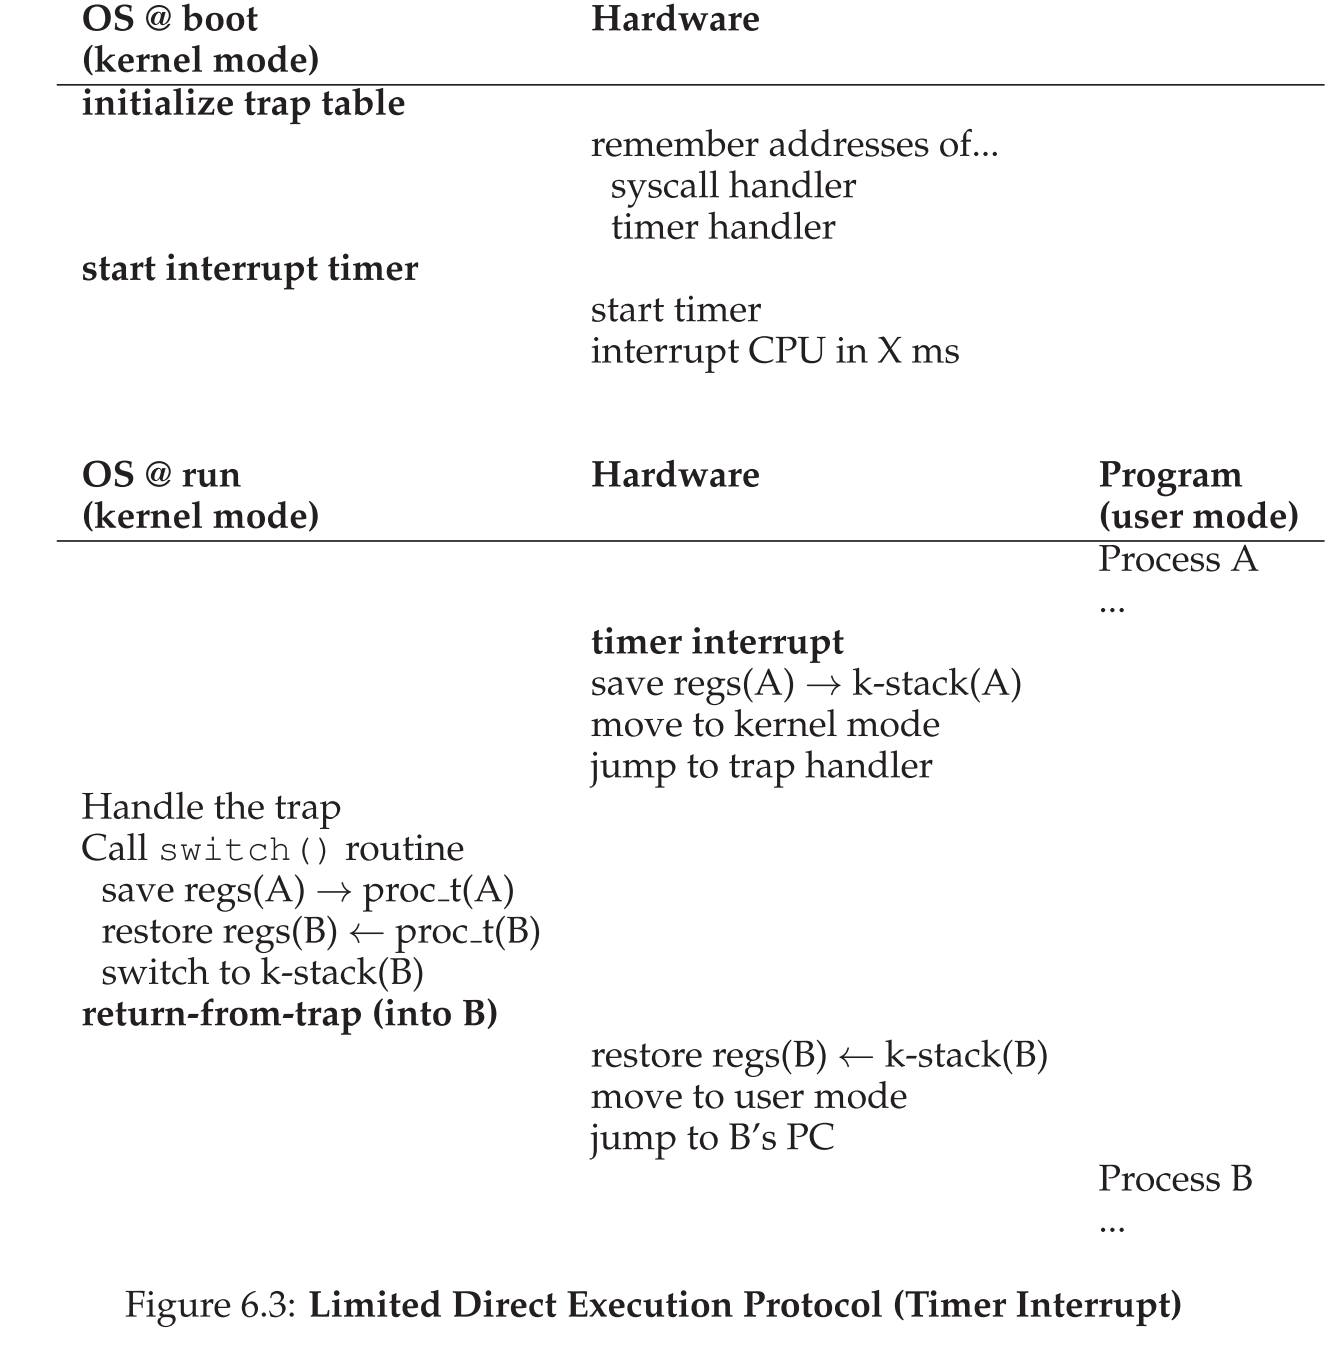 OS @ boot Hardware
(kernel mode)
initialize trap table
remember addresses of...
syscall handler
timer handler
start interrupt timer
start timer
interrupt CPU in X ms
OS @ run Hardware Program
(kernel mode) (user mode)
Process A
...
timer interrupt
save regs(A) → k-stack(A)
move to kernel mode
jump to trap handler
Handle the trap
Call switch() routine
save regs(A) → proc_t(A)
restore regs(B) ← proc_t(B)
switch to k-stack(B)
return-from-trap (into B)
restore regs(B) ← k-stack(B)
move to user mode
jump to B’s PC
Process B
...
Figure 6.3: Limited Direct Execution Protocol (Timer Interrupt)